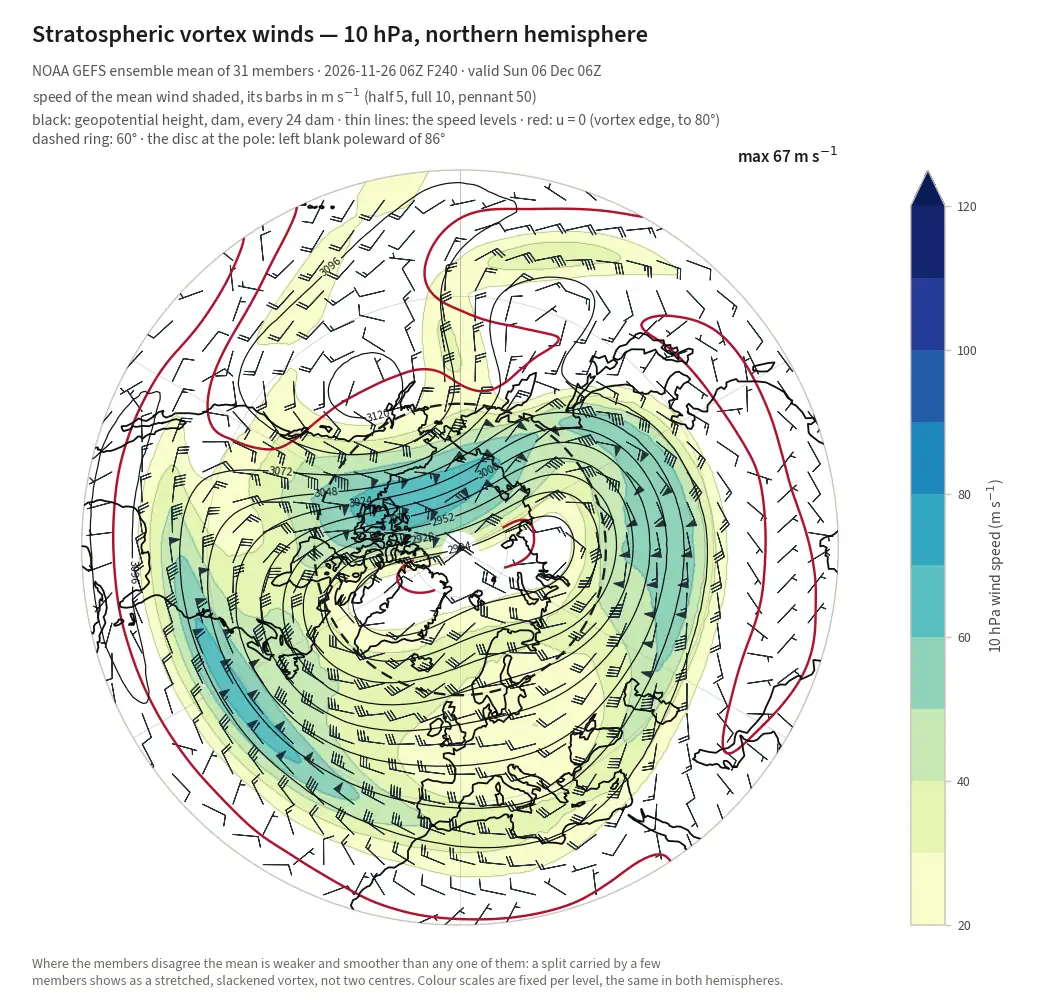 Stratospheric vortex winds — 10 hPa, northern hemisphere
NOAA GEFS ensemble mean of 31 members · 2026-11-26 06Z F240 · valid Sun 06 Dec 06Z
speed of the mean wind shaded, its barbs in m s⁻¹ (half 5, full 10, pennant 50)
black: geopotential height, dam, every 24 dam · thin lines: the speed levels · red: u = 0 (vortex edge, to 80°)
dashed ring: 60° · the disc at the pole: left blank poleward of 86°
max 67 m s⁻¹
120
100
80
60
40
20
10 hPa wind speed (m s⁻¹)
3096
3120
3072
3048
3000
2952
3096
Where the members disagree the mean is weaker and smoother than any one of them: a split carried by a few
members shows as a stretched, slackened vortex, not two centres. Colour scales are fixed per level, the same in both hemispheres.